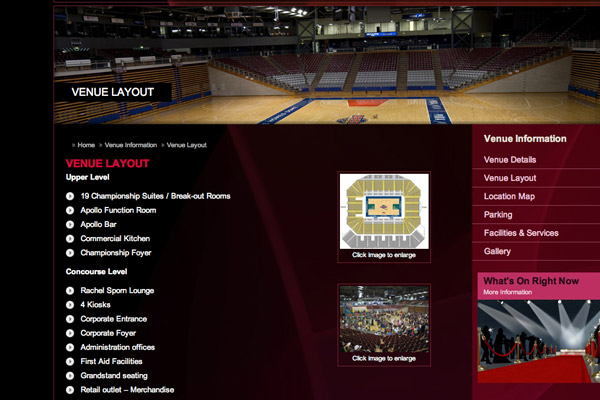 VENUE LAYOUT
» Home » Venue Information » Venue Layout
VENUE LAYOUT
Upper Level
19 Championship Suites / Break-out Rooms
Apollo Function Room
Apollo Bar
Commercial Kitchen
Championship Foyer
Concourse Level
Rachel Sporn Lounge
4 Kiosks
Corporate Entrance
Corporate Foyer
Administration offices
First Aid Facilities
Grandstand seating
Retail outlet – Merchandise
Click image to enlarge
Click image to enlarge
Venue Information
Venue Details
Venue Layout
Location Map
Parking
Facilities & Services
Gallery
What's On Right Now
More Information